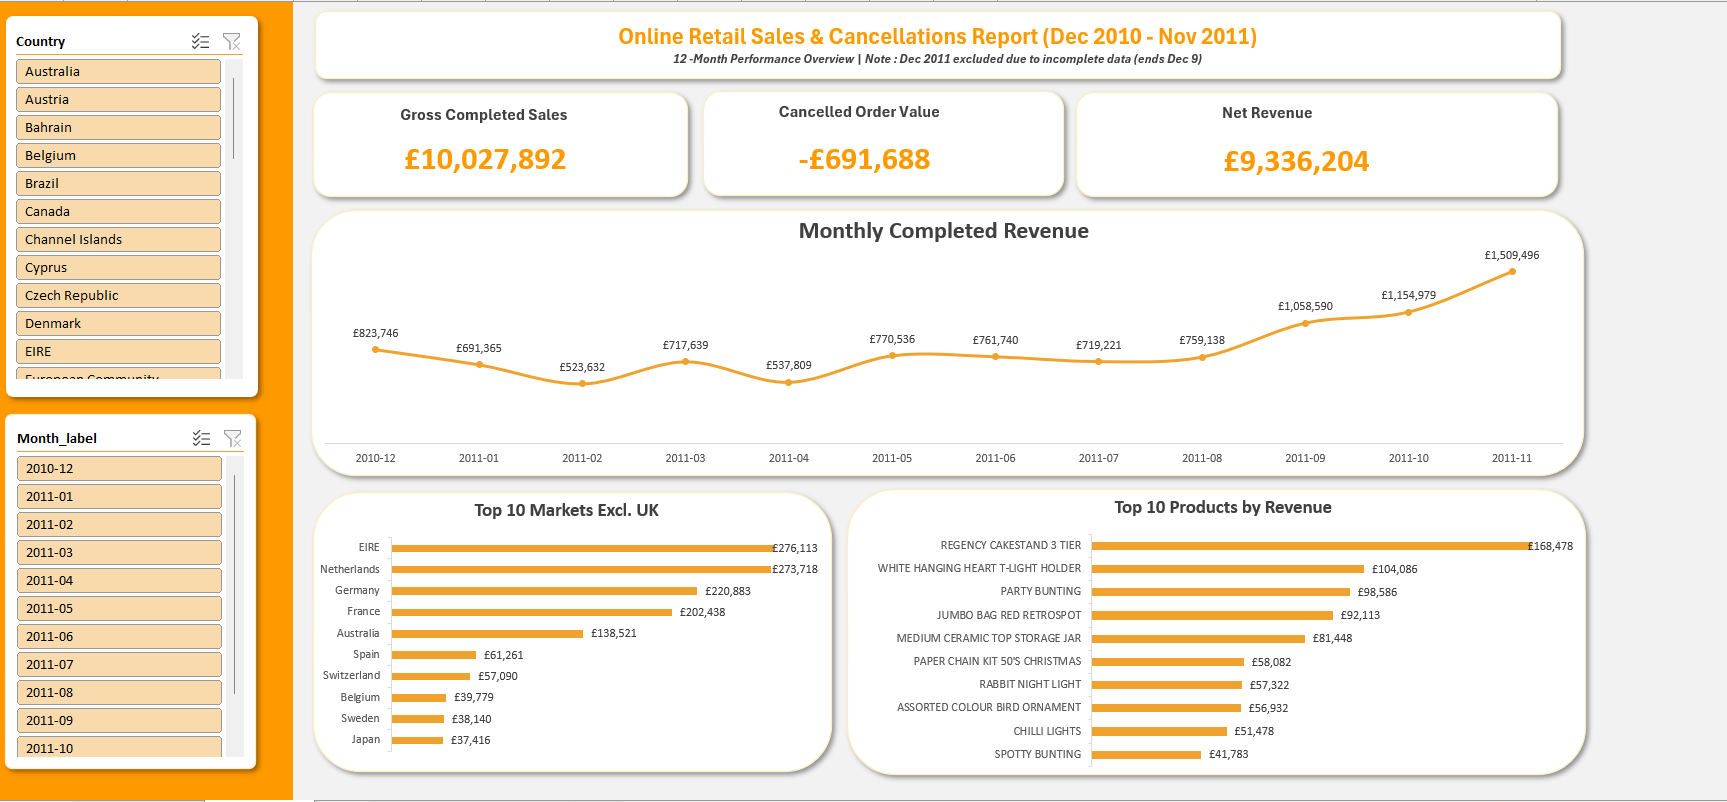 Country
Australia
Austria
Bahrain
Belgium
Brazil
Canada
Channel Islands
Cyprus
Czech Republic
Denmark
EIRE
European Community
Month_label
2010-12
2011-01
2011-02
2011-03
2011-04
2011-05
2011-06
2011-07
2011-08
2011-09
2011-10
Online Retail Sales & Cancellations Report (Dec 2010 - Nov 2011)
12 -Month Performance Overview | Note : Dec 2011 excluded due to incomplete data (ends Dec 9)
Gross Completed Sales
£10,027,892
Cancelled Order Value
-£691,688
Net Revenue
£9,336,204
Monthly Completed Revenue
£823,746
£691,365
£523,632
£717,639
£537,809
£770,536
£761,740
£719,221
£759,138
£1,058,590
£1,154,979
£1,509,496
2010-12
2011-01
2011-02
2011-03
2011-04
2011-05
2011-06
2011-07
2011-08
2011-09
2011-10
2011-11
Top 10 Markets Excl. UK
EIRE £276,113
Netherlands £273,718
Germany £220,883
France £202,438
Australia £138,521
Spain £61,261
Switzerland £57,090
Belgium £39,779
Sweden £38,140
Japan £37,416
Top 10 Products by Revenue
REGENCY CAKESTAND 3 TIER £168,478
WHITE HANGING HEART T-LIGHT HOLDER £104,086
PARTY BUNTING £98,586
JUMBO BAG RED RETROSPOT £92,113
MEDIUM CERAMIC TOP STORAGE JAR £81,448
PAPER CHAIN KIT 50'S CHRISTMAS £58,082
RABBIT NIGHT LIGHT £57,322
ASSORTED COLOUR BIRD ORNAMENT £56,932
CHILLI LIGHTS £51,478
SPOTTY BUNTING £41,783